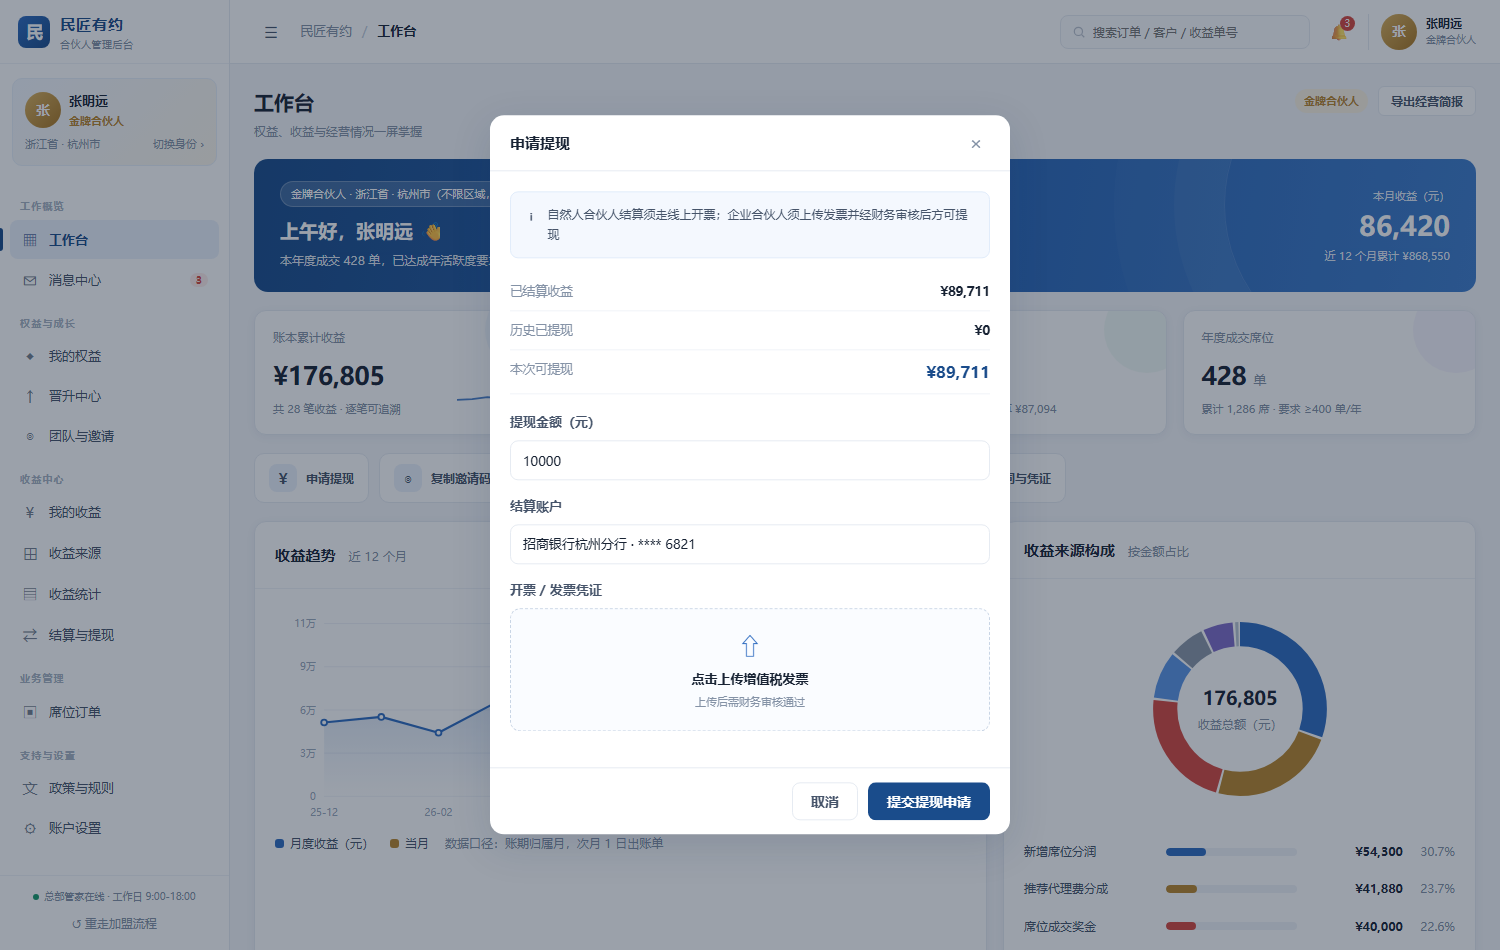 民
民匠有约
合伙人管理后台
☰
民匠有约 / 工作台
搜索订单 / 客户 / 收益单号
3
张
张明远
金牌合伙人
张
张明远
金牌合伙人
浙江省 · 杭州市
切换身份 ›
工作概览
工作台
消息中心
3
权益与成长
我的权益
晋升中心
团队与邀请
收益中心
¥ 我的收益
收益来源
收益统计
结算与提现
业务管理
席位订单
支持与设置
文 政策与规则
账户设置
总部管家在线 · 工作日 9:00-18:00
↺ 重走加盟流程
工作台
权益、收益与经营情况一屏掌握
金牌合伙人
导出经营简报
金牌合伙人 · 浙江省 · 杭州市（不限区域,
上午好，张明远 👋
本年度成交 428 单，已达成年活跃度要
本月收益（元）
86,420
近 12 个月累计 ¥868,550
账本累计收益
¥176,805
共 28 笔收益 · 逐笔可追溯
¥87,094
年度成交席位
428 单
累计 1,286 席 · 要求 ≥400 单/年
¥ 申请提现
复制邀请码
与凭证
收益趋势 近 12 个月
11万
9万
6万
3万
0
25-12
26-02
月度收益（元）
当月
数据口径：账期归属月，次月 1 日出账单
收益来源构成 按金额占比
176,805
收益总额（元）
新增席位分润 ¥54,300 30.7%
推荐代理费分成 ¥41,880 23.7%
席位成交奖金 ¥40,000 22.6%
申请提现
×
i 自然人合伙人结算须走线上开票；企业合伙人须上传发票并经财务审核后方可提
现
已结算收益 ¥89,711
历史已提现 ¥0
本次可提现 ¥89,711
提现金额（元）
10000
结算账户
招商银行杭州分行 · **** 6821
开票 / 发票凭证
点击上传增值税发票
上传后需财务审核通过
取消
提交提现申请